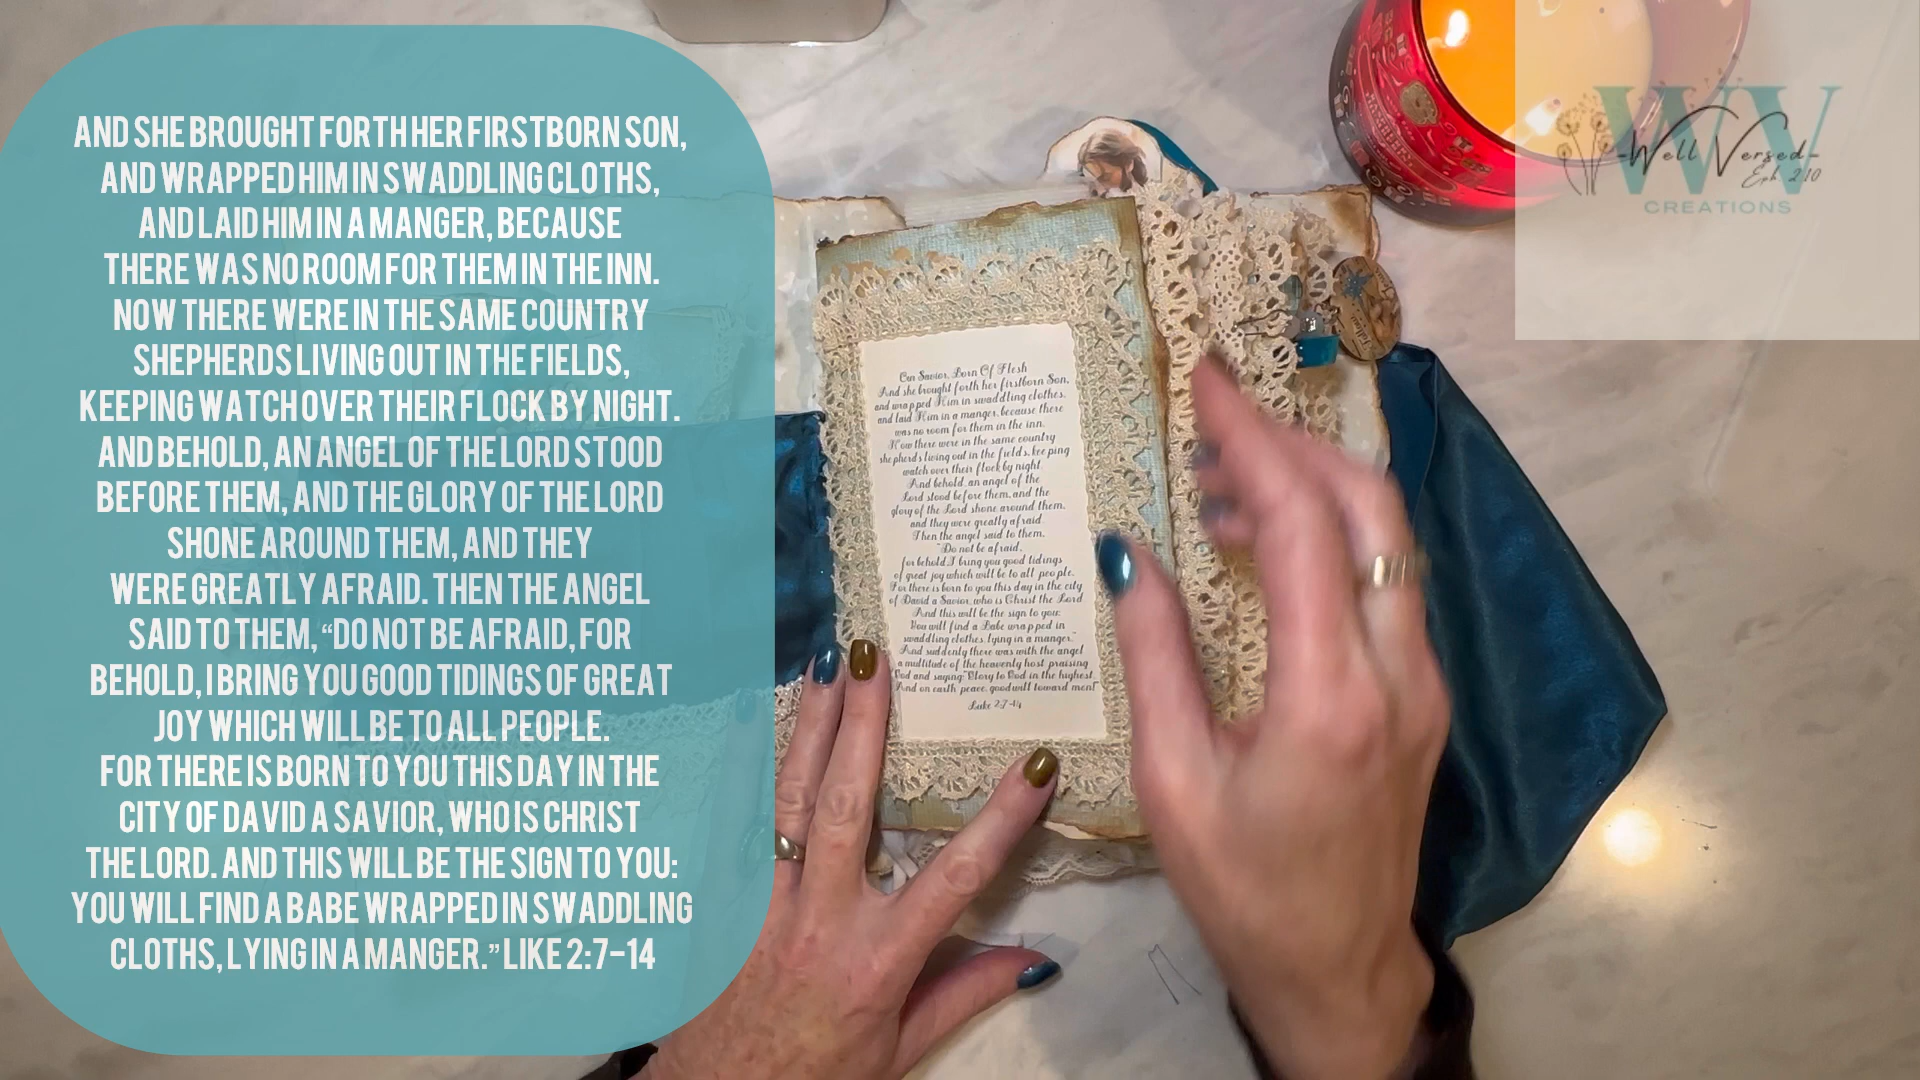 AND SHE BROUGHT FORTH HER FIRSTBORN SON,
AND WRAPPED HIM IN SWADDLING CLOTHS,
AND LAID HIM IN A MANGER, BECAUSE
THERE WAS NO ROOM FOR THEM IN THE INN.
NOW THERE WERE IN THE SAME COUNTRY
SHEPHERDS LIVING OUT IN THE FIELDS,
KEEPING WATCH OVER THEIR FLOCK BY NIGHT.
AND BEHOLD, AN ANGEL OF THE LORD STOOD
BEFORE THEM, AND THE GLORY OF THE LORD
SHONE AROUND THEM, AND THEY
WERE GREATLY AFRAID. THEN THE ANGEL
SAID TO THEM, “DO NOT BE AFRAID, FOR
BEHOLD, I BRING YOU GOOD TIDINGS OF GREAT
JOY WHICH WILL BE TO ALL PEOPLE.
FOR THERE IS BORN TO YOU THIS DAY IN THE
CITY OF DAVID A SAVIOR, WHO IS CHRIST
THE LORD. AND THIS WILL BE THE SIGN TO YOU:
YOU WILL FIND A BABE WRAPPED IN SWADDLING
CLOTHS, LYING IN A MANGER.” LIKE 2:7-14
Our Savior, Born Of Flesh
And she brought forth her firstborn Son,
and wrapped Him in swaddling clothes,
and laid Him in a manger, because there
was no room for them in the inn.
Now there were in the same country
shepherds living out in the fields, keeping
watch over their flock by night.
And behold, an angel of the
Lord stood before them, and the
glory of the Lord shone around them,
and they were greatly afraid.
Then the angel said to them,
"Do not be afraid,
for behold, I bring you good tidings
of great joy which will be to all people.
For there is born to you this day in the city
of David a Savior, who is Christ the Lord.
And this will be the sign to you:
You will find a Babe wrapped in
swaddling clothes, lying in a manger."
And suddenly there was with the angel
a multitude of the heavenly host praising
God and saying: "Glory to God in the highest,
And on earth peace, goodwill toward men!"
Luke 2:7-14
WV
Well Versed
Eph 2:10
CREATIONS